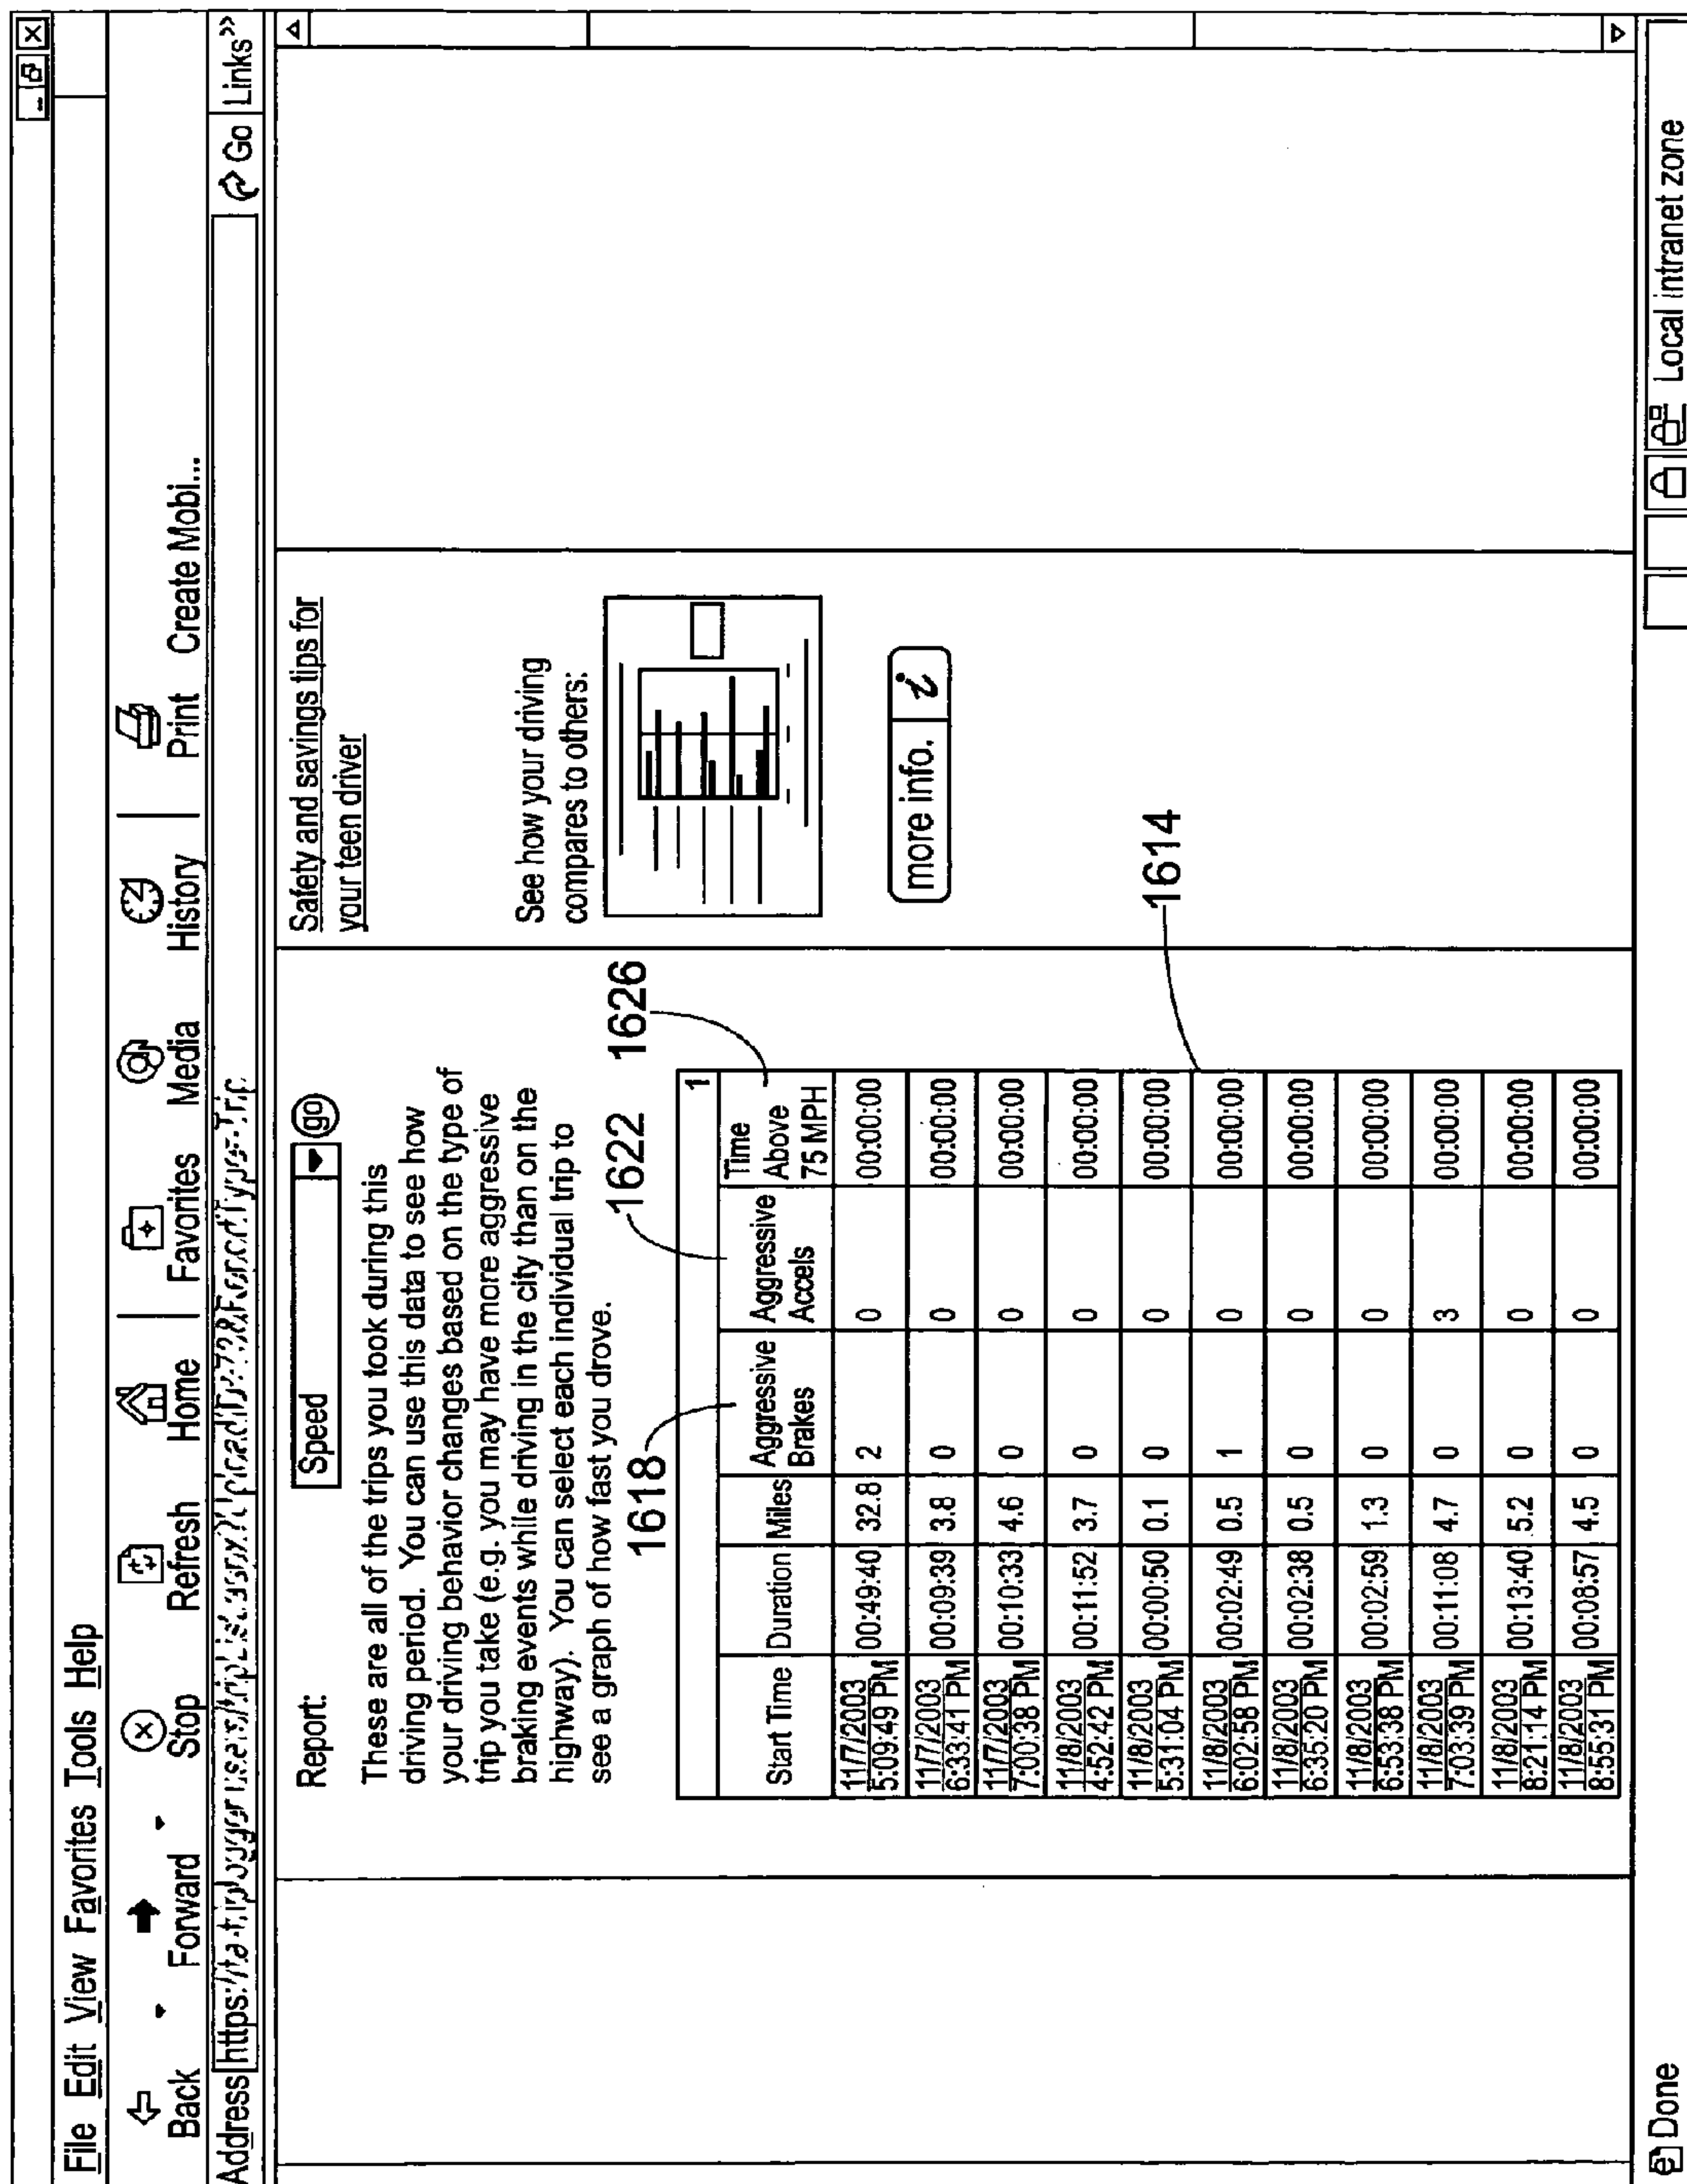 File Edit View Favorites Tools Help
Back Forward Stop Refresh Home Favorites Media History Print Create Mobi...
Address https:// Go Links»
Report: Speed go
These are all of the trips you took during this
driving period. You can use this data to see how
your driving behavior changes based on the type of
trip you take (e.g. you may have more aggressive
braking events while driving in the city than on the
highway). You can select each individual trip to
see a graph of how fast you drove.
Safety and savings tips for
your teen driver
See how your driving
compares to others:
more info. i
1618 1622 1626
1
Start Time Duration Miles Aggressive Brakes Aggressive Accels Time Above 75 MPH
11/7/2003 5:09:49 PM 00:49:40 32.8 2 0 00:00:00
11/7/2003 6:33:41 PM 00:09:39 3.8 0 0 00:00:00
11/7/2003 7:00:38 PM 00:10:33 4.6 0 0 00:00:00
11/8/2003 4:52:42 PM 00:11:52 3.7 0 0 00:00:00
11/8/2003 5:31:04 PM 00:00:50 0.1 0 0 00:00:00
11/8/2003 6:02:58 PM 00:02:49 0.5 1 0 00:00:00
11/8/2003 6:35:20 PM 00:02:38 0.5 0 0 00:00:00
11/8/2003 6:53:38 PM 00:02:59 1.3 0 0 00:00:00
11/8/2003 7:03:39 PM 00:11:08 4.7 0 3 00:00:00
11/8/2003 8:21:14 PM 00:13:40 5.2 0 0 00:00:00
11/8/2003 8:55:31 PM 00:08:57 4.5 0 0 00:00:00
1614
Done
Local intranet zone